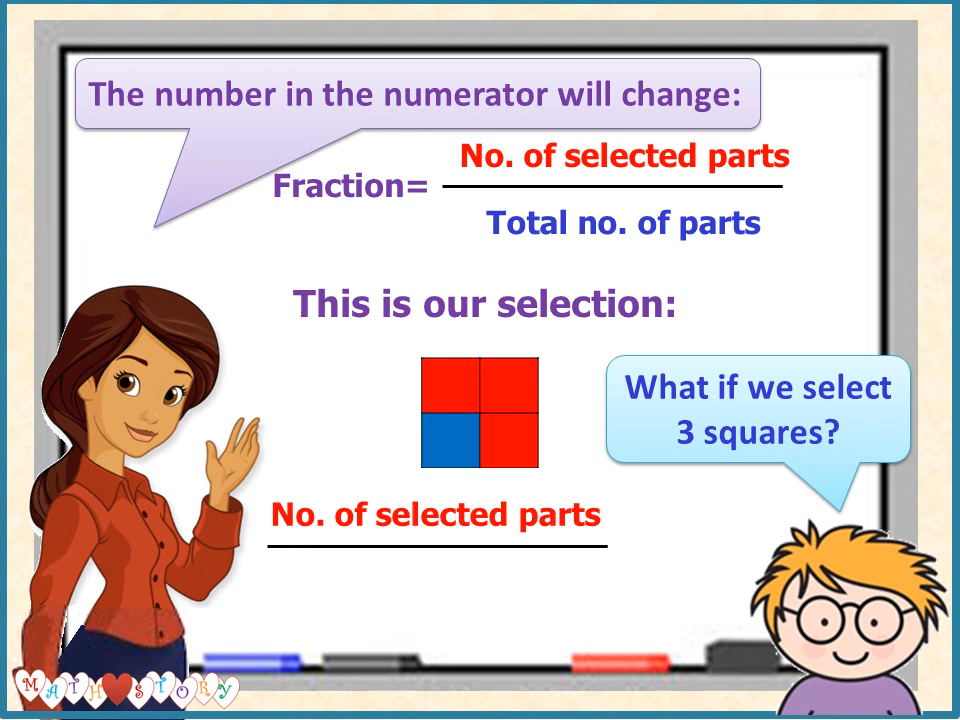 The number in the numerator will change:
No. of selected parts
Fraction=
Total no. of parts
This is our selection:
What if we select
3 squares?
No. of selected parts
MATH STORY